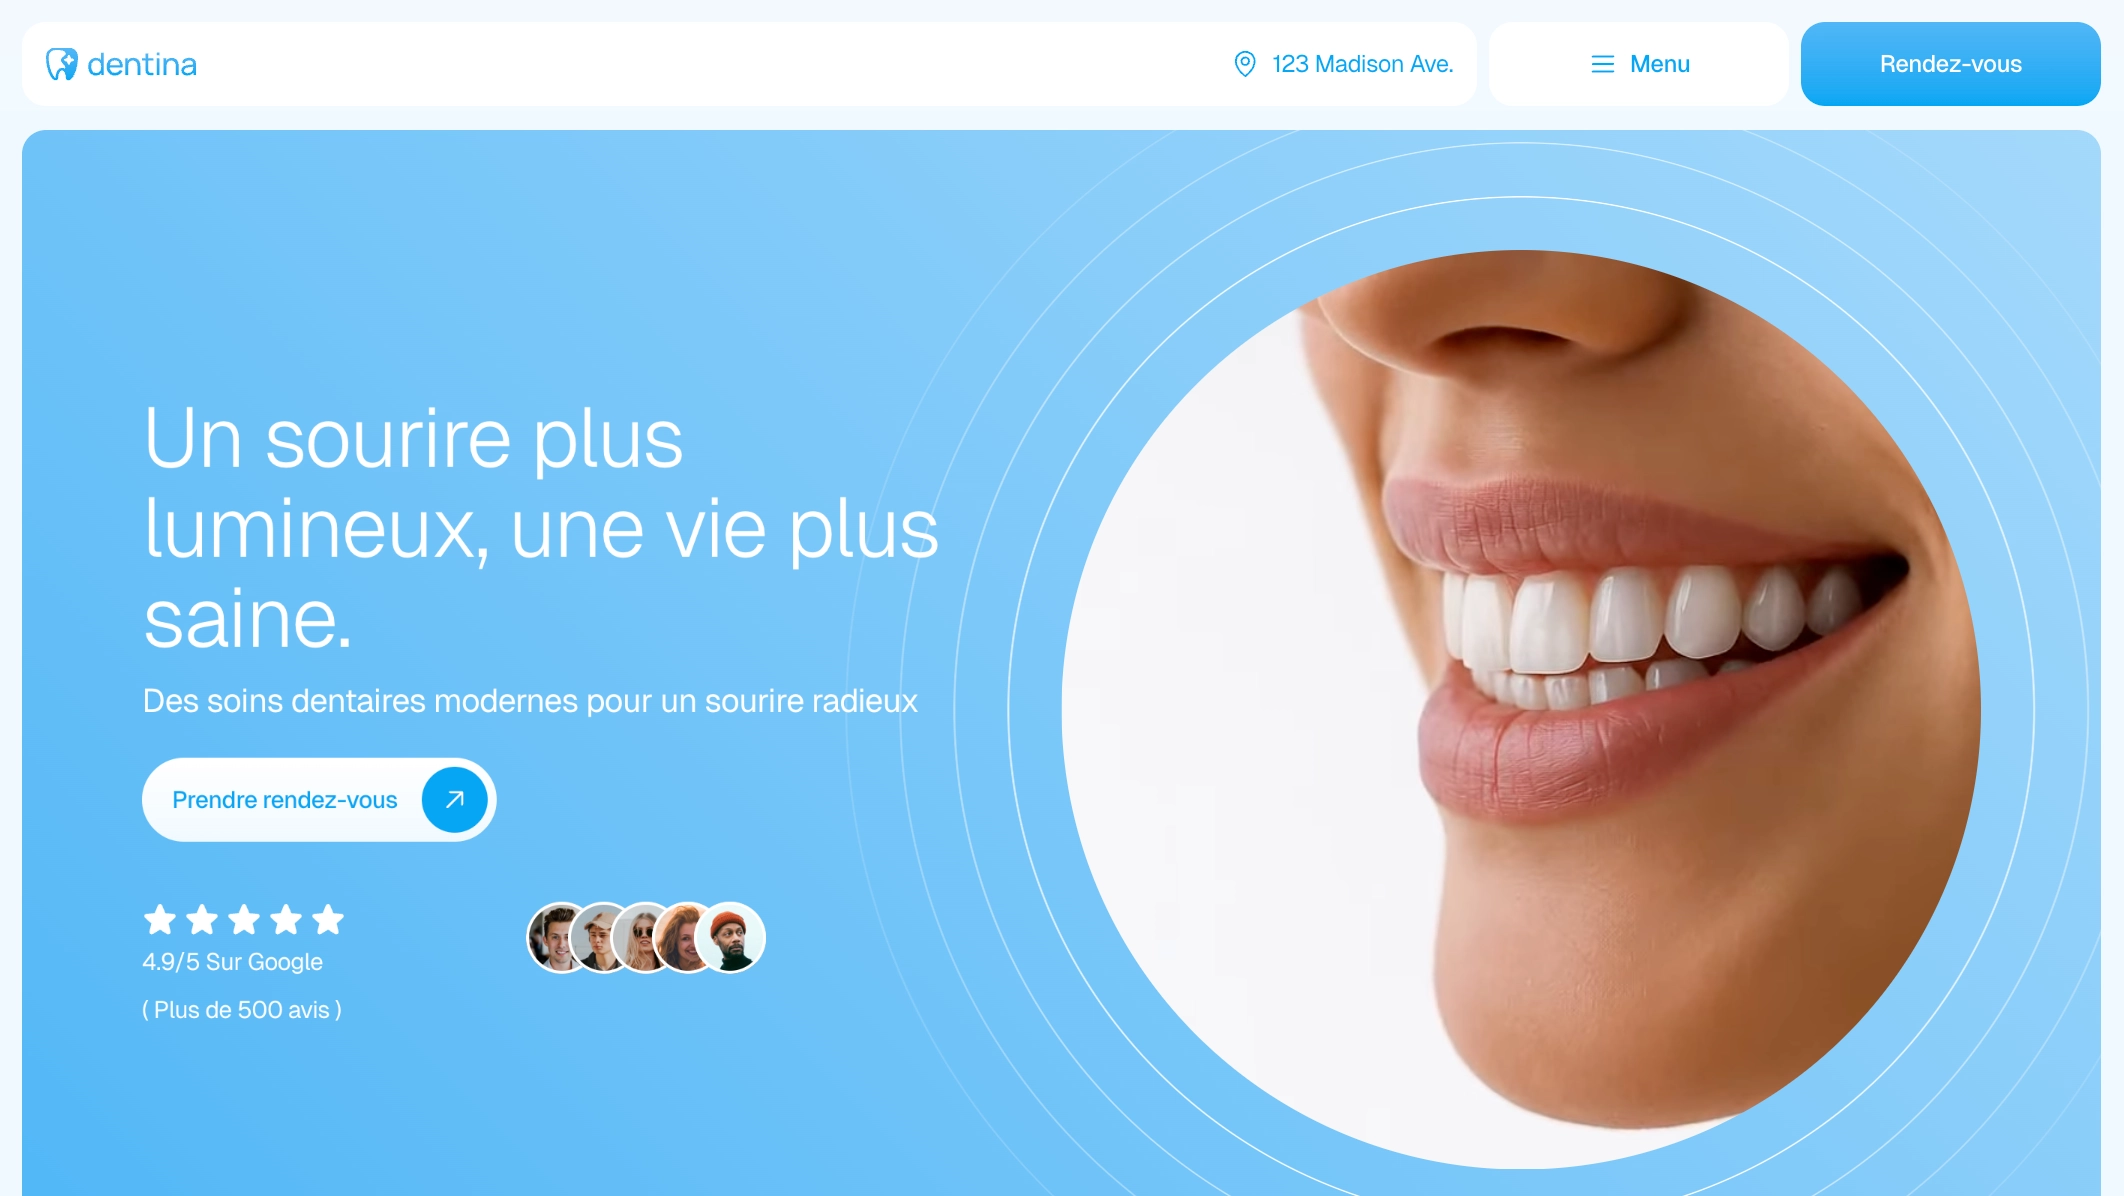 dentina
123 Madison Ave.
Menu
Rendez-vous
Un sourire plus
lumineux, une vie plus
saine.
Des soins dentaires modernes pour un sourire radieux
Prendre rendez-vous
4.9/5 Sur Google
( Plus de 500 avis )